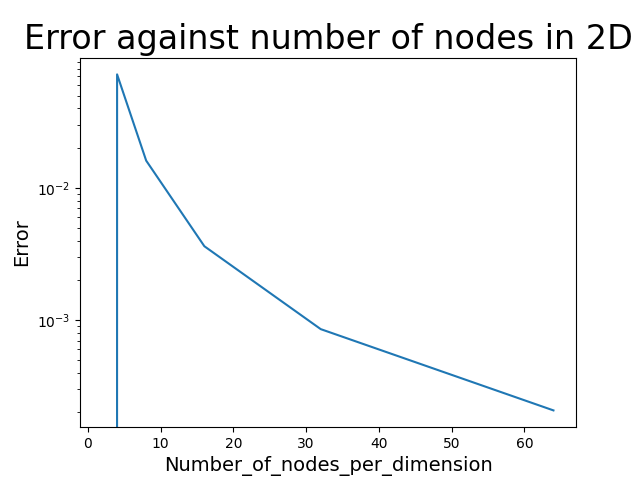 Error against number of nodes in 2D
Error
10⁻²
10⁻³
0 10 20 30 40 50 60
Number_of_nodes_per_dimension